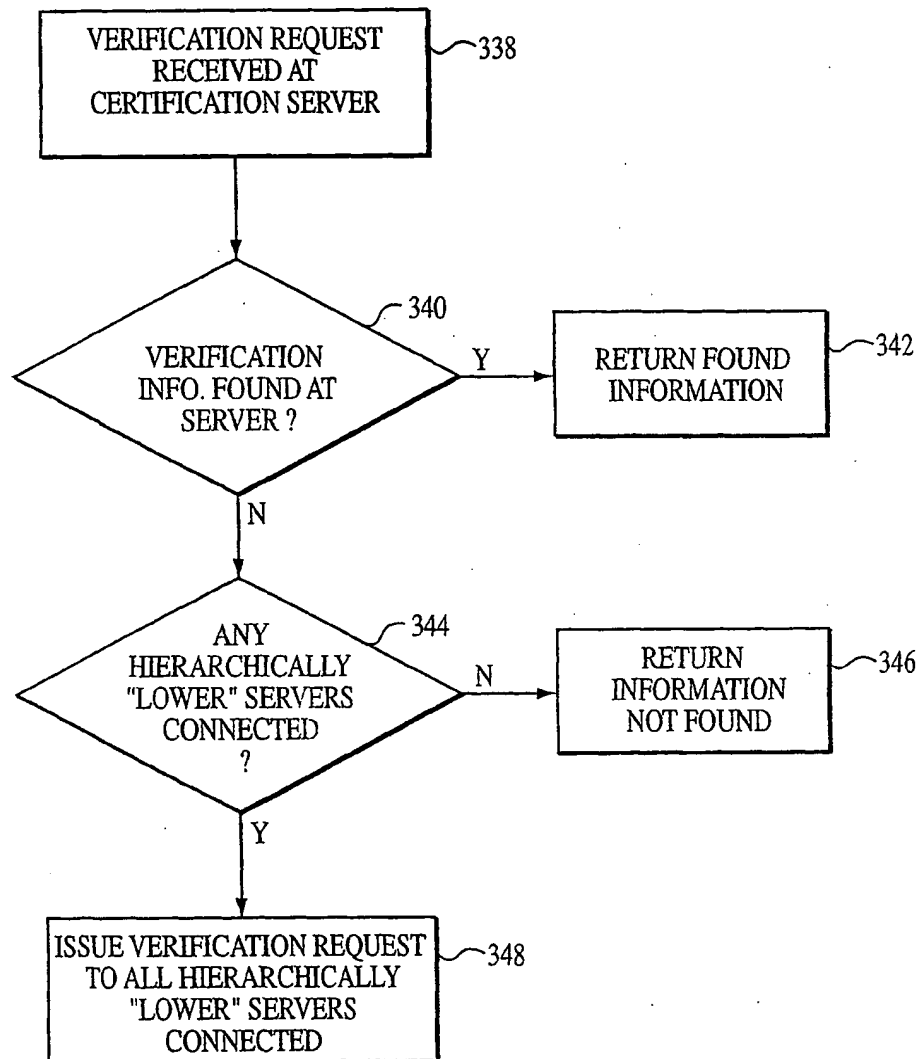 VERIFICATION REQUEST
RECEIVED AT
CERTIFICATION SERVER
338
340
VERIFICATION
INFO. FOUND AT
SERVER ?
Y
RETURN FOUND
INFORMATION
342
N
344
ANY
HIERARCHICALLY
"LOWER" SERVERS
CONNECTED
?
N
RETURN
INFORMATION
NOT FOUND
346
Y
ISSUE VERIFICATION REQUEST
TO ALL HIERARCHICALLY
"LOWER" SERVERS
CONNECTED
348